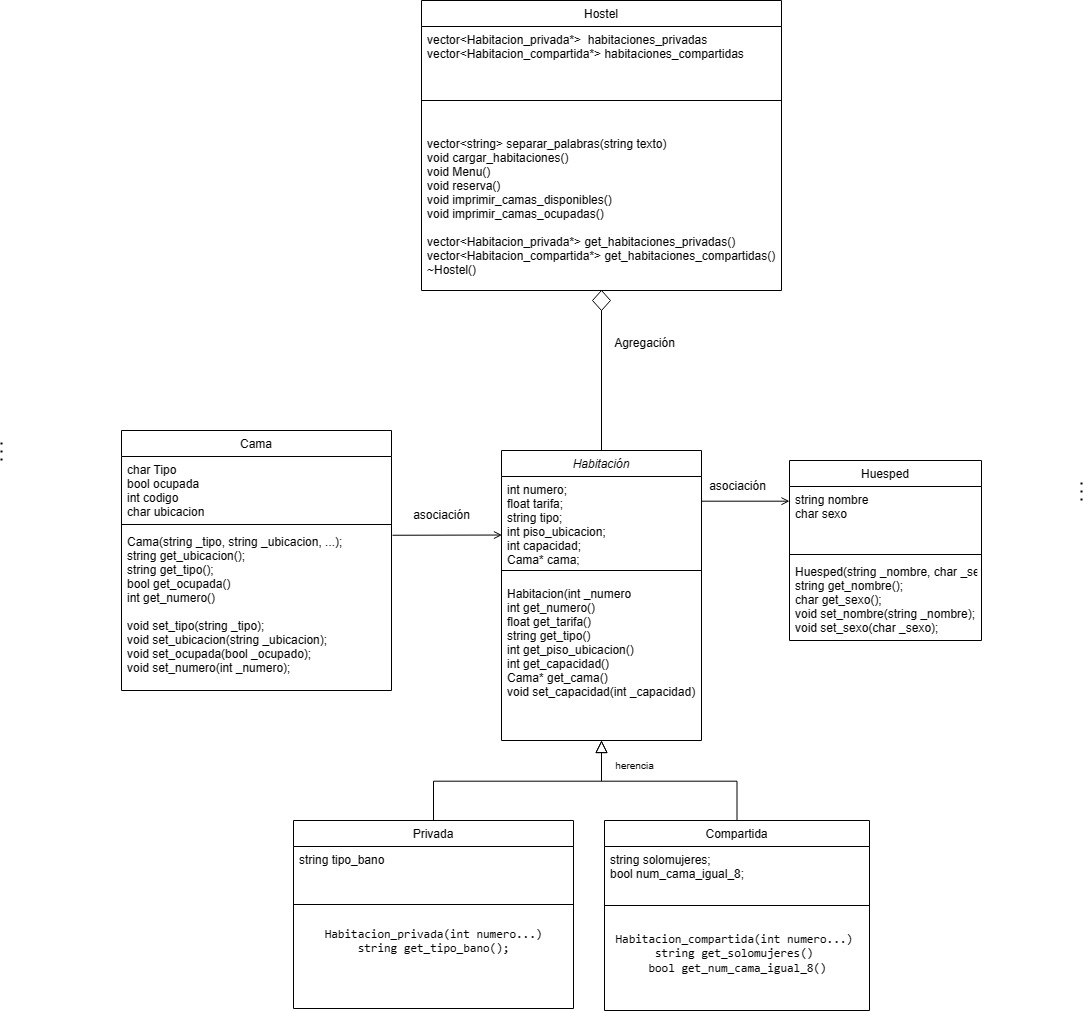 Hostel
vector<Habitacion_privada*>  habitaciones_privadas
vector<Habitacion_compartida*> habitaciones_compartidas
vector<string> separar_palabras(string texto)
void cargar_habitaciones()
void Menu()
void reserva()
void imprimir_camas_disponibles()
void imprimir_camas_ocupadas()
vector<Habitacion_privada*> get_habitaciones_privadas()
vector<Habitacion_compartida*> get_habitaciones_compartidas()
~Hostel()
Agregación
Cama
char Tipo
bool ocupada
int codigo
char ubicacion
Cama(string _tipo, string _ubicacion, ...);
string get_ubicacion();
string get_tipo();
bool get_ocupada()
int get_numero()
void set_tipo(string _tipo);
void set_ubicacion(string _ubicacion);
void set_ocupada(bool _ocupado);
void set_numero(int _numero);
asociación
Habitación
int numero;
float tarifa;
string tipo;
int piso_ubicacion;
int capacidad;
Cama* cama;
Habitacion(int _numero
int get_numero()
float get_tarifa()
string get_tipo()
int get_piso_ubicacion()
int get_capacidad()
Cama* get_cama()
void set_capacidad(int _capacidad)
asociación
Huesped
string nombre
char sexo
Huesped(string _nombre, char _se
string get_nombre();
char get_sexo();
void set_nombre(string _nombre);
void set_sexo(char _sexo);
herencia
Privada
string tipo_bano
Habitacion_privada(int numero...)
string get_tipo_bano();
Compartida
string solomujeres;
bool num_cama_igual_8;
Habitacion_compartida(int numero...)
string get_solomujeres()
bool get_num_cama_igual_8()